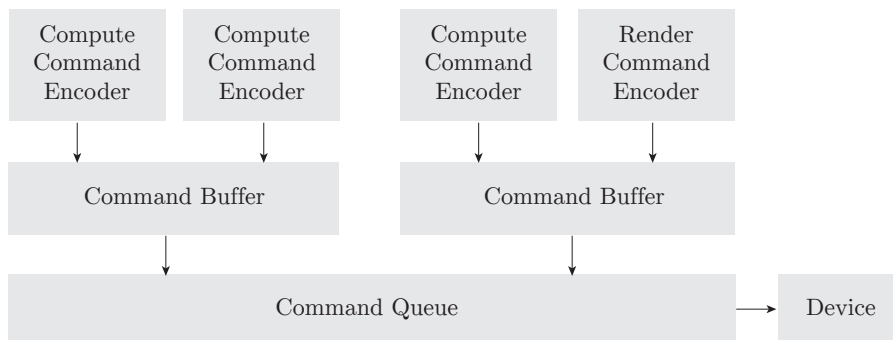 Compute
Command
Encoder
Compute
Command
Encoder
Compute
Command
Encoder
Render
Command
Encoder
Command Buffer
Command Buffer
Command Queue
Device